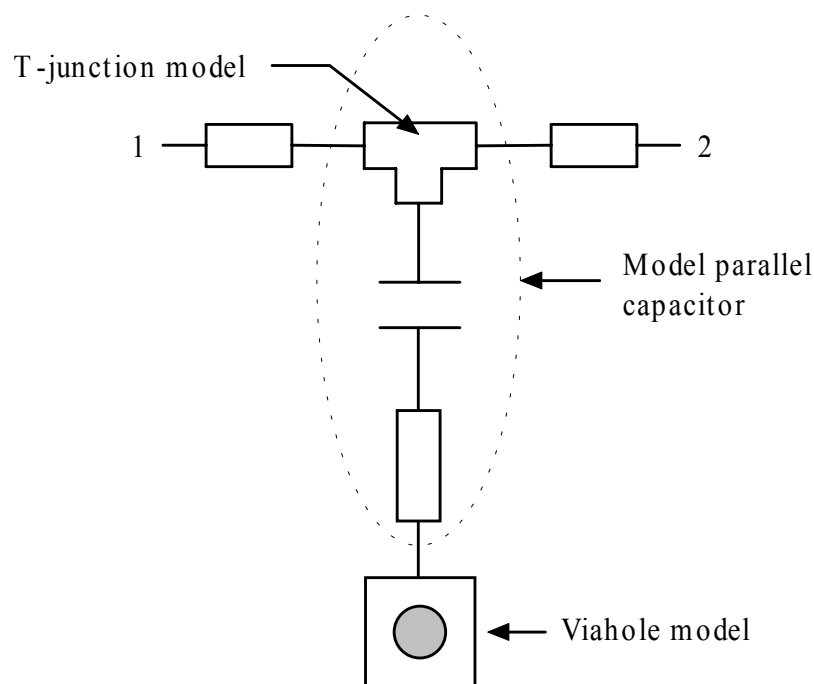 T-junction model
1
2
Model parallel
capacitor
Viahole model